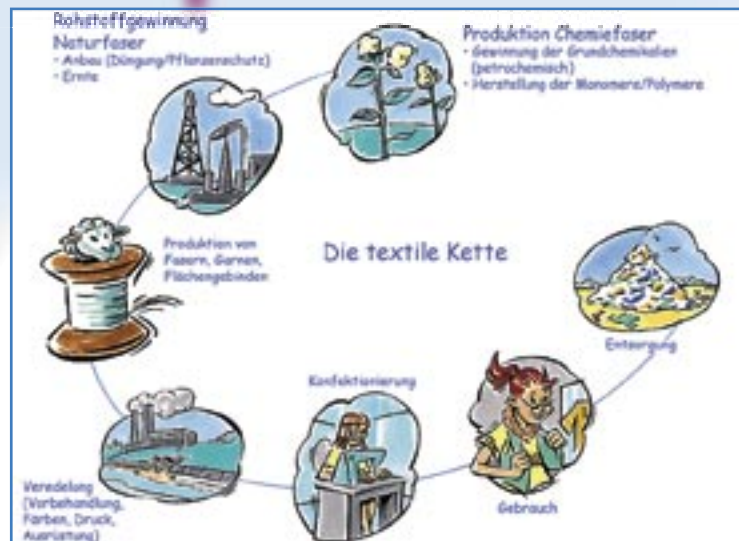 Rohstoffgewinnung
Naturfaser
• Anbau (Düngung/Pflanzenschutz)
• Ernte
Produktion Chemiefaser
• Gewinnung der Grundchemikalien
(petrochemisch)
• Herstellung der Monomere/Polymere
Produktion von
Fasern, Garnen,
Flächengebinden
Die textile Kette
Entsorgung
Konfektionierung
Gebrauch
Veredelung
(Vorbehandlung,
Färben, Druck,
Ausrüstung)